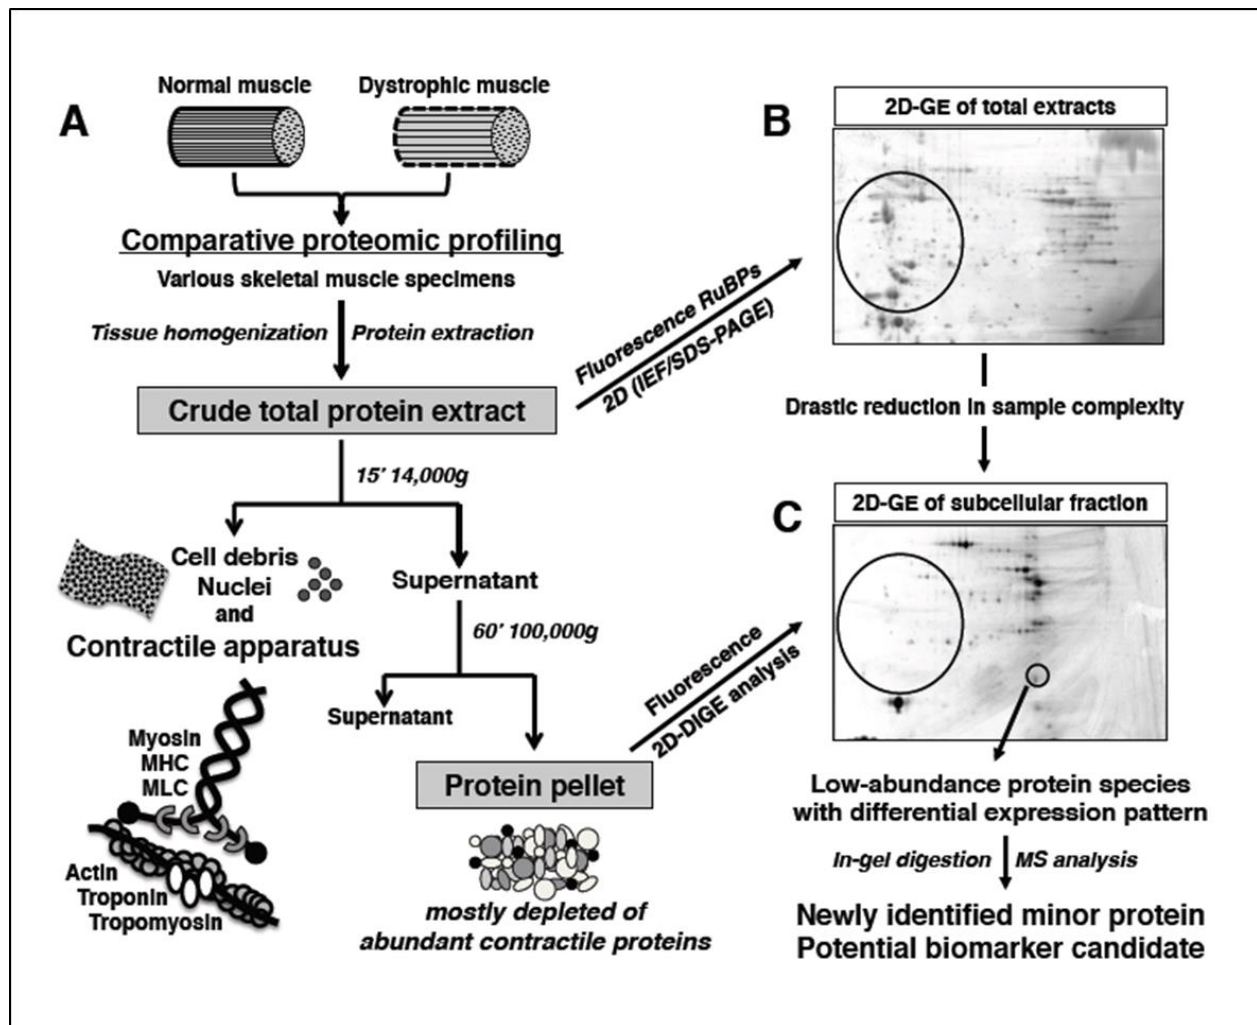 A
Normal muscle
Dystrophic muscle
Comparative proteomic profiling
Various skeletal muscle specimens
Tissue homogenization
Protein extraction
Crude total protein extract
15' 14,000g
Cell debris
Nuclei
and
Contractile apparatus
Supernatant
60' 100,000g
Supernatant
Myosin
MHC
MLC
Actin
Troponin
Tropomyosin
Protein pellet
mostly depleted of
abundant contractile proteins
Fluorescence RuBPs
2D (IEF/SDS-PAGE)
Fluorescence
2D-DIGE analysis
B
2D-GE of total extracts
Drastic reduction in sample complexity
C
2D-GE of subcellular fraction
Low-abundance protein species
with differential expression pattern
In-gel digestion
MS analysis
Newly identified minor protein
Potential biomarker candidate